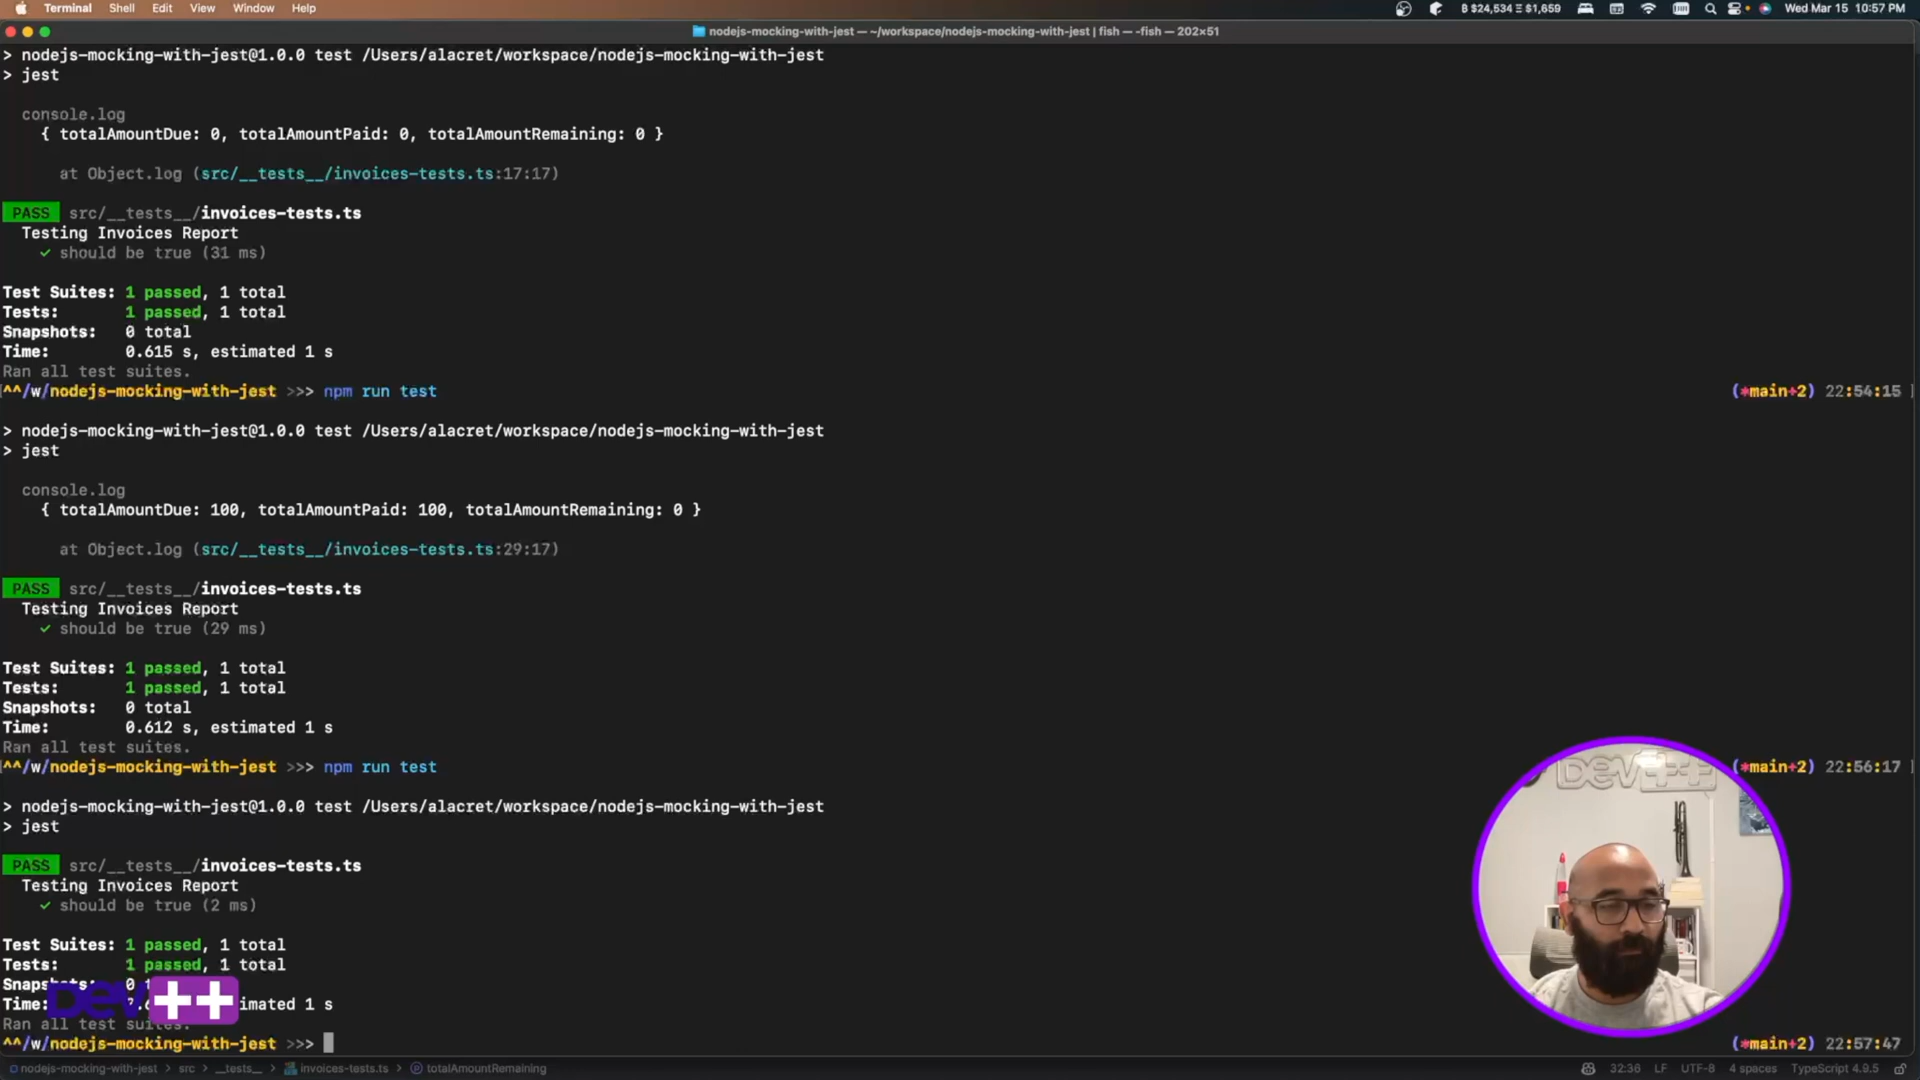 Terminal Shell Edit View Window Help ₿ $24,534 Ξ $1,659 Wed Mar 15 10:57 PM
nodejs-mocking-with-jest — ~/workspace/nodejs-mocking-with-jest | fish — -fish — 202×51
> nodejs-mocking-with-jest@1.0.0 test /Users/alacret/workspace/nodejs-mocking-with-jest
> jest
console.log
{ totalAmountDue: 0, totalAmountPaid: 0, totalAmountRemaining: 0 }
at Object.log (src/__tests__/invoices-tests.ts:17:17)
PASS src/__tests__/invoices-tests.ts
Testing Invoices Report
✓ should be true (31 ms)
Test Suites: 1 passed, 1 total
Tests: 1 passed, 1 total
Snapshots: 0 total
Time: 0.615 s, estimated 1 s
Ran all test suites.
^^/w/nodejs-mocking-with-jest >>> npm run test (*main+2) 22:54:15
> nodejs-mocking-with-jest@1.0.0 test /Users/alacret/workspace/nodejs-mocking-with-jest
> jest
console.log
{ totalAmountDue: 100, totalAmountPaid: 100, totalAmountRemaining: 0 }
at Object.log (src/__tests__/invoices-tests.ts:29:17)
PASS src/__tests__/invoices-tests.ts
Testing Invoices Report
✓ should be true (29 ms)
Test Suites: 1 passed, 1 total
Tests: 1 passed, 1 total
Snapshots: 0 total
Time: 0.612 s, estimated 1 s
Ran all test suites.
^^/w/nodejs-mocking-with-jest >>> npm run test (*main+2) 22:56:17
> nodejs-mocking-with-jest@1.0.0 test /Users/alacret/workspace/nodejs-mocking-with-jest
> jest
PASS src/__tests__/invoices-tests.ts
Testing Invoices Report
✓ should be true (2 ms)
Test Suites: 1 passed, 1 total
Tests: 1 passed, 1 total
Snapshots: 0
Time: estimated 1 s
Ran all test suites.
^^/w/nodejs-mocking-with-jest >>> (*main+2) 22:57:47
DEV++
DEV++
nodejs-mocking-with-jest > src > __tests__ > invoices-tests.ts > totalAmountRemaining 32:36 LF UTF-8 4 spaces TypeScript 4.9.5